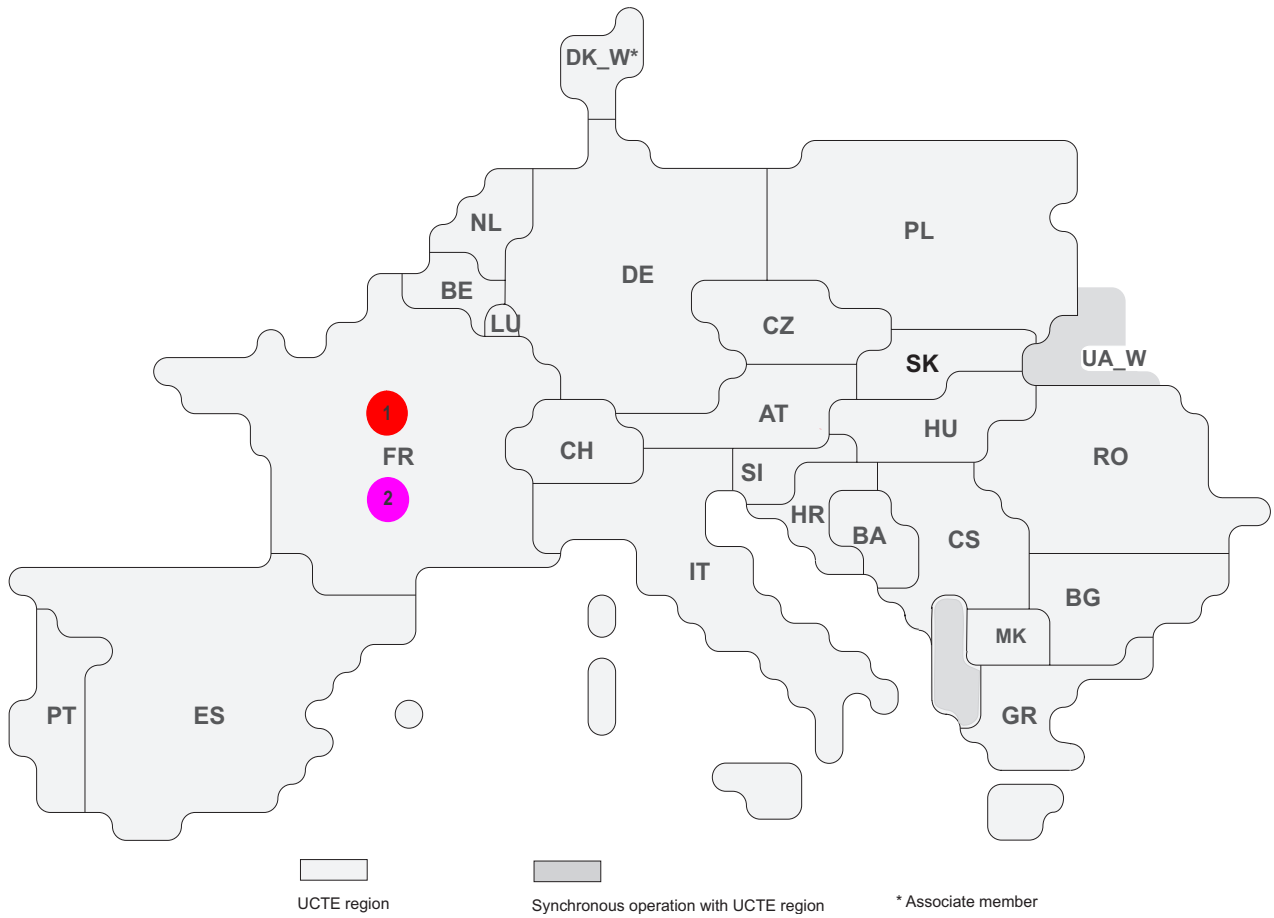 DK_W*
NL
PL
DE
BE
CZ
LU
UA_W
SK
1
AT
HU
FR
CH
RO
SI
2
HR
BA
CS
IT
BG
MK
PT
ES
GR
UCTE region
Synchronous operation with UCTE region
* Associate member